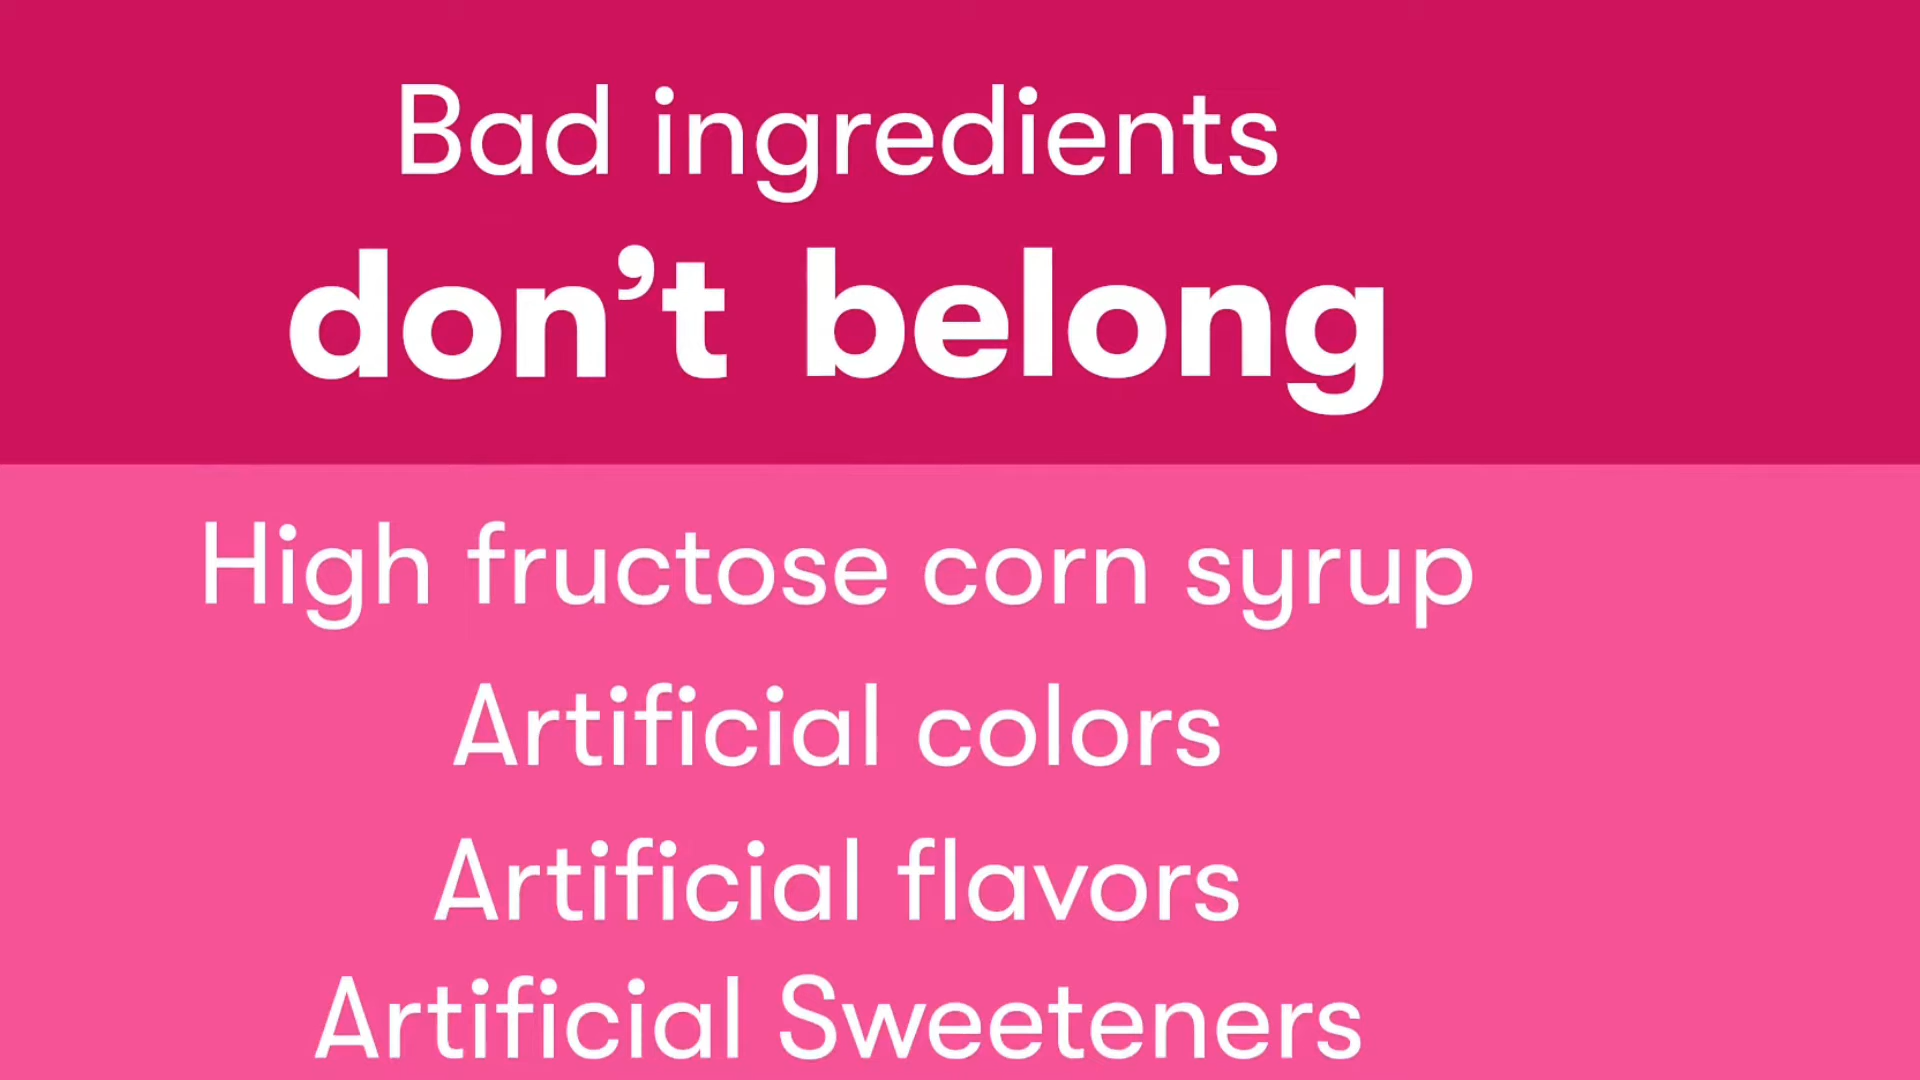 Bad ingredients
don’t belong
High fructose corn syrup
Artificial colors
Artificial flavors
Artificial Sweeteners